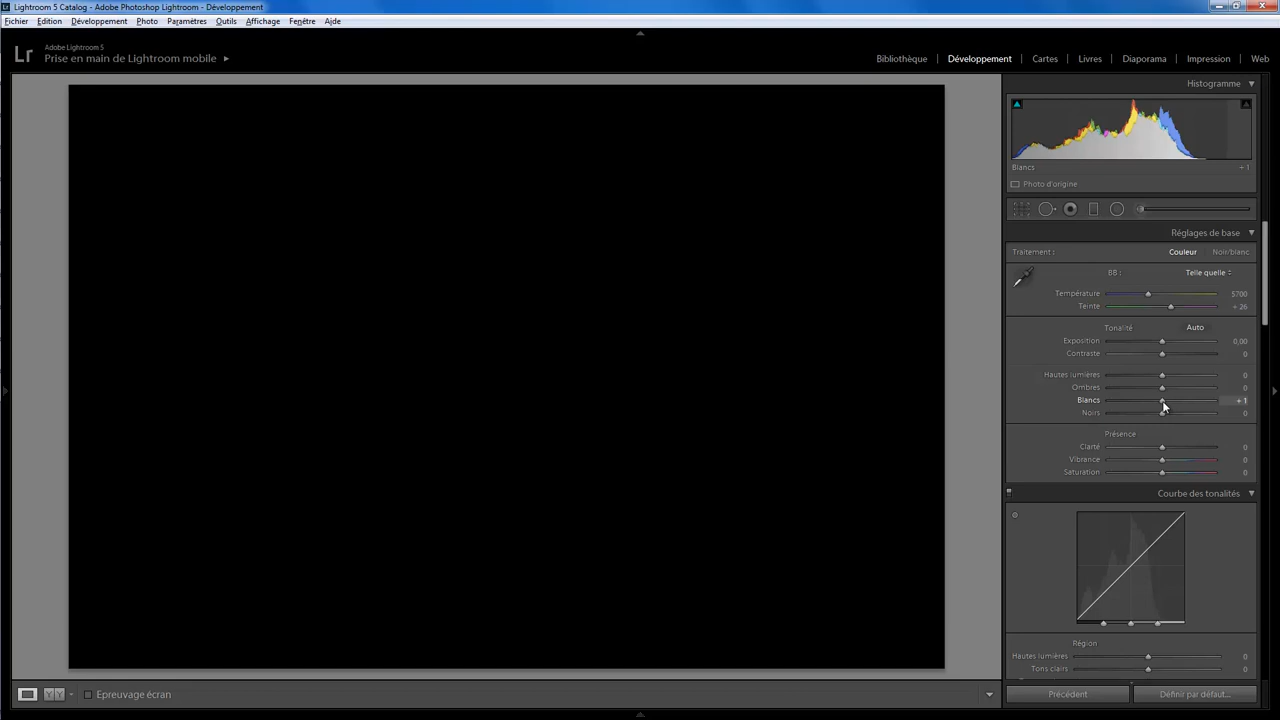 Lightroom 5 Catalog - Adobe Photoshop Lightroom - Développement
Fichier Edition Développement Photo Paramètres Outils Affichage Fenêtre Aide
Lr
Adobe Lightroom 5
Prise en main de Lightroom mobile
Bibliothèque | Développement | Cartes | Livres | Diaporama | Impression | Web
Histogramme
Blancs +1
Photo d'origine
Réglages de base
Traitement : Couleur Noir/blanc
BB : Telle quelle
Température 5700
Teinte + 26
Tonalité Auto
Exposition 0,00
Contraste 0
Hautes lumières 0
Ombres 0
Blancs + 1
Noirs 0
Présence
Clarté 0
Vibrance 0
Saturation 0
Courbe des tonalités
Région
Hautes lumières 0
Tons clairs 0
YY Epreuvage écran
Précédent Définir par défaut...